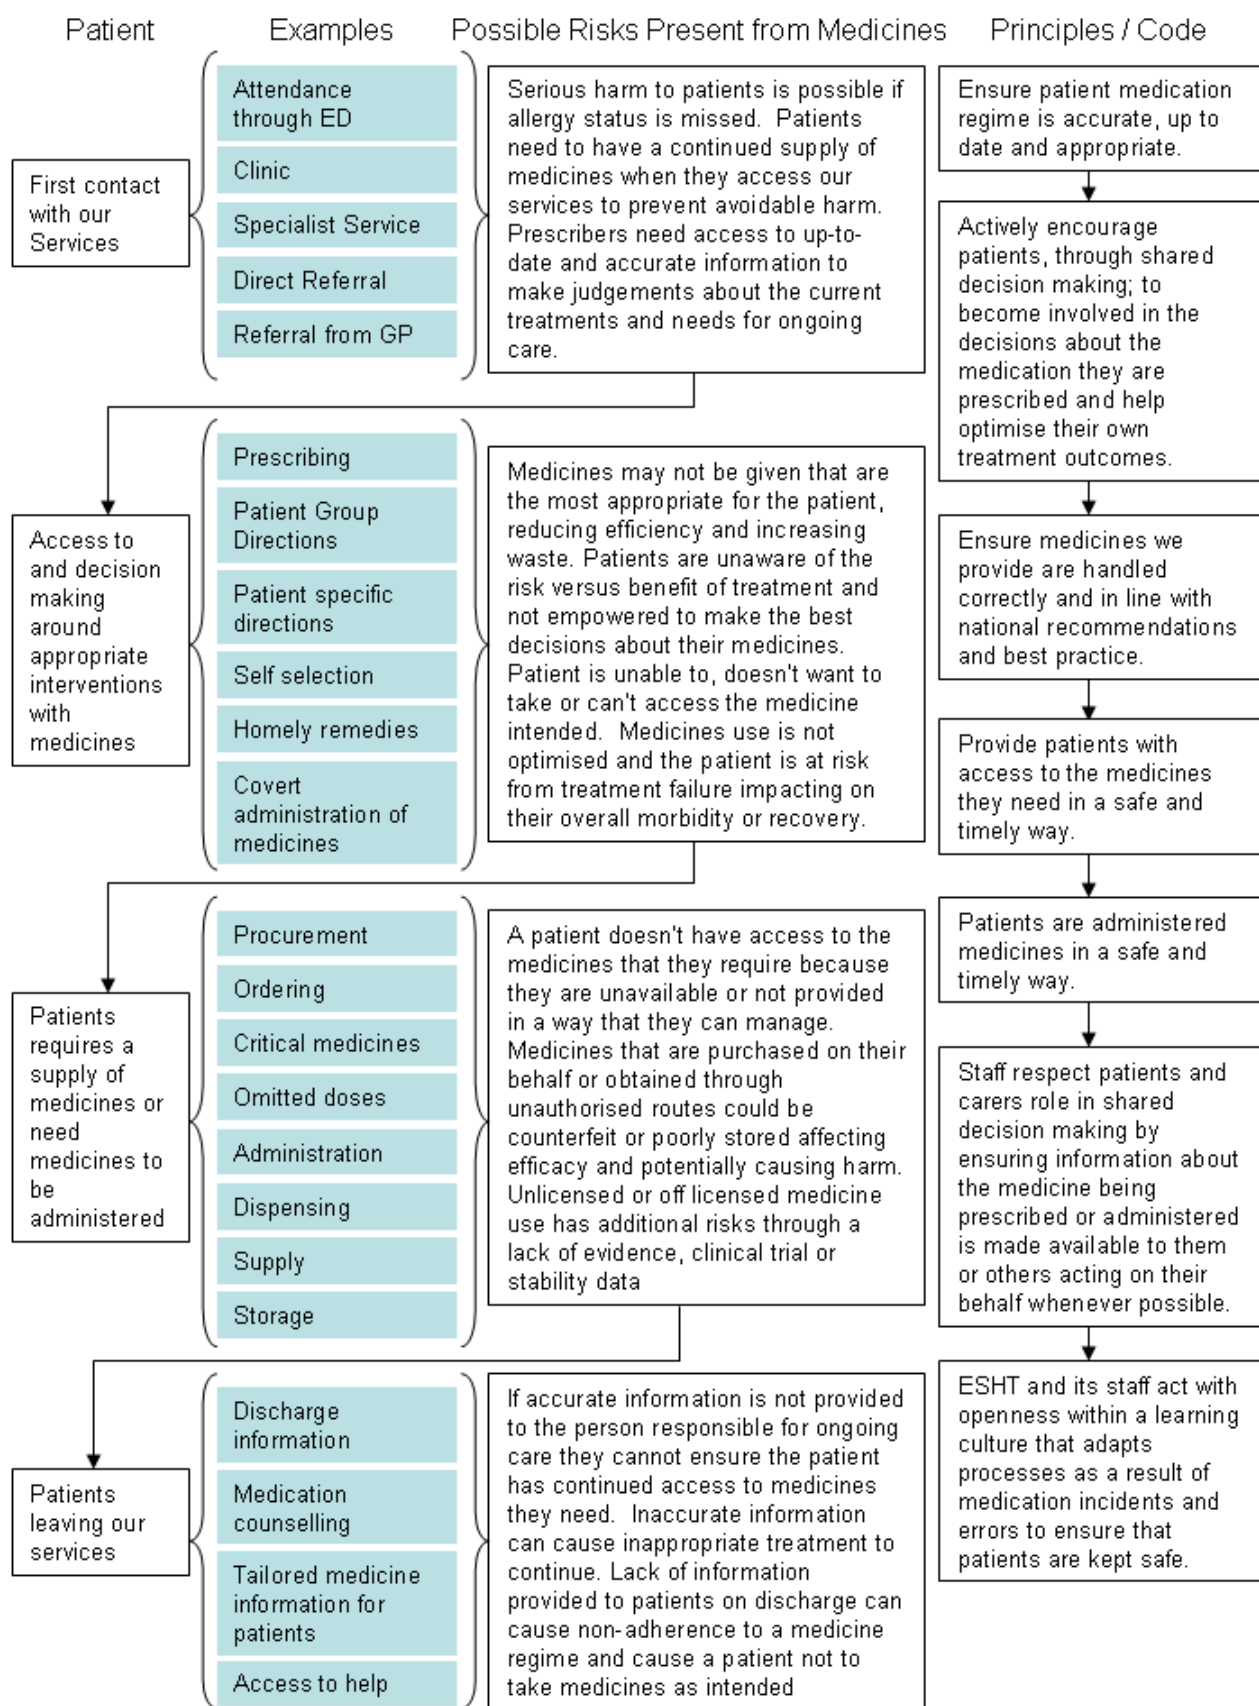 Patient
Examples
Possible Risks Present from Medicines
Principles / Code
First contact
with our
Services
Attendance
through ED
Clinic
Specialist Service
Direct Referral
Referral from GP
Serious harm to patients is possible if
allergy status is missed.  Patients
need to have a continued supply of
medicines when they access our
services to prevent avoidable harm.
Prescribers need access to up-to-
date and accurate information to
make judgements about the current
treatments and needs for ongoing
care.
Access to
and decision
making
around
appropriate
interventions
with
medicines
Prescribing
Patient Group
Directions
Patient specific
directions
Self selection
Homely remedies
Covert
administration of
medicines
Medicines may not be given that are
the most appropriate for the patient,
reducing efficiency and increasing
waste. Patients are unaware of the
risk versus benefit of treatment and
not empowered to make the best
decisions about their medicines.
Patient is unable to, doesn't want to
take or can't access the medicine
intended.  Medicines use is not
optimised and the patient is at risk
from treatment failure impacting on
their overall morbidity or recovery.
Patients
requires a
supply of
medicines or
need
medicines to
be
administered
Procurement
Ordering
Critical medicines
Omitted doses
Administration
Dispensing
Supply
Storage
A patient doesn't have access to the
medicines that they require because
they are unavailable or not provided
in a way that they can manage.
Medicines that are purchased on their
behalf or obtained through
unauthorised routes could be
counterfeit or poorly stored affecting
efficacy and potentially causing harm.
Unlicensed or off licensed medicine
use has additional risks through a
lack of evidence, clinical trial or
stability data
Patients
leaving our
services
Discharge
information
Medication
counselling
Tailored medicine
information for
patients
Access to help
If accurate information is not provided
to the person responsible for ongoing
care they cannot ensure the patient
has continued access to medicines
they need.  Inaccurate information
can cause inappropriate treatment to
continue. Lack of information
provided to patients on discharge can
cause non-adherence to a medicine
regime and cause a patient not to
take medicines as intended
Ensure patient medication
regime is accurate, up to
date and appropriate.
Actively encourage
patients, through shared
decision making; to
become involved in the
decisions about the
medication they are
prescribed and help
optimise their own
treatment outcomes.
Ensure medicines we
provide are handled
correctly and in line with
national recommendations
and best practice.
Provide patients with
access to the medicines
they need in a safe and
timely way.
Patients are administered
medicines in a safe and
timely way.
Staff respect patients and
carers role in shared
decision making by
ensuring information about
the medicine being
prescribed or administered
is made available to them
or others acting on their
behalf whenever possible.
ESHT and its staff act with
openness within a learning
culture that adapts
processes as a result of
medication incidents and
errors to ensure that
patients are kept safe.